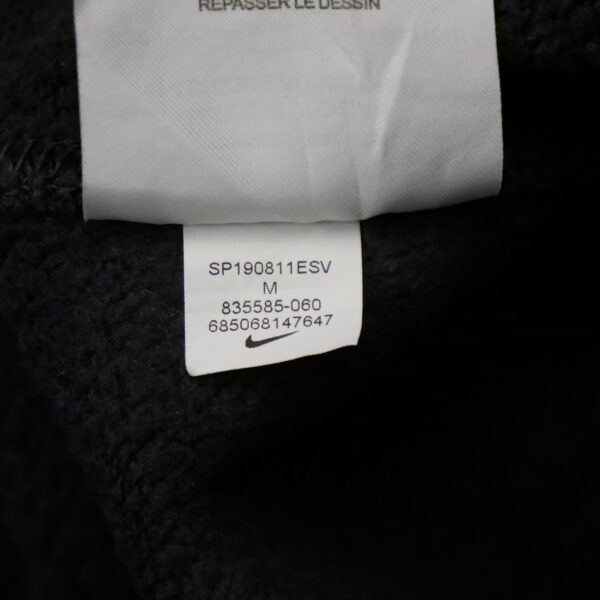 REPASSER LE DESSIN
SP190811ESV
M
835585-060
685068147647